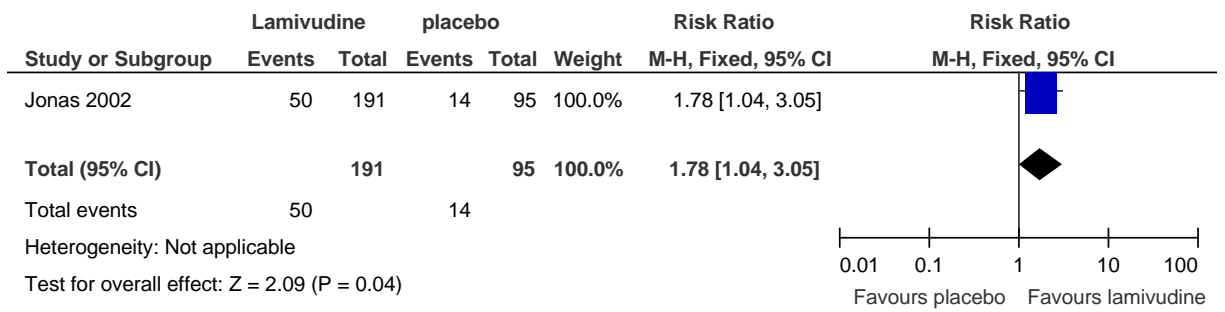 Lamivudine placebo Risk Ratio Risk Ratio
Study or Subgroup Events Total Events Total Weight M-H, Fixed, 95% CI M-H, Fixed, 95% CI
Jonas 2002 50 191 14 95 100.0% 1.78 [1.04, 3.05]
Total (95% CI) 191 95 100.0% 1.78 [1.04, 3.05]
Total events 50 14
Heterogeneity: Not applicable
Test for overall effect: Z = 2.09 (P = 0.04)
0.01 0.1 1 10 100
Favours placebo Favours lamivudine